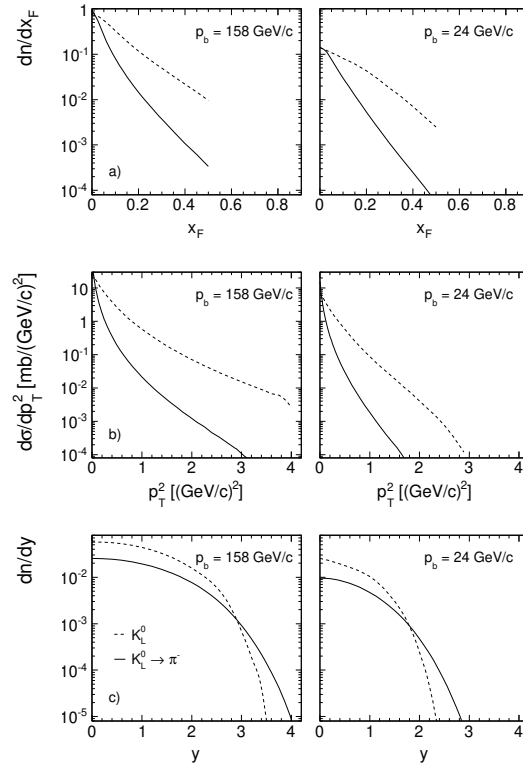 dn/dx_F
1
10^-1
10^-2
10^-3
10^-4
p_b = 158 GeV/c
a)
0 0.2 0.4 0.6 0.8
x_F
p_b = 24 GeV/c
0 0.2 0.4 0.6 0.8
x_F
dσ/dp_T^2 [mb/(GeV/c)^2]
10
1
10^-1
10^-2
10^-3
10^-4
p_b = 158 GeV/c
b)
0 1 2 3 4
p_T^2 [(GeV/c)^2]
p_b = 24 GeV/c
0 1 2 3 4
p_T^2 [(GeV/c)^2]
dn/dy
10^-2
10^-3
10^-4
10^-5
p_b = 158 GeV/c
K_L^0
K_L^0 → π^-
c)
0 1 2 3 4
y
p_b = 24 GeV/c
0 1 2 3 4
y